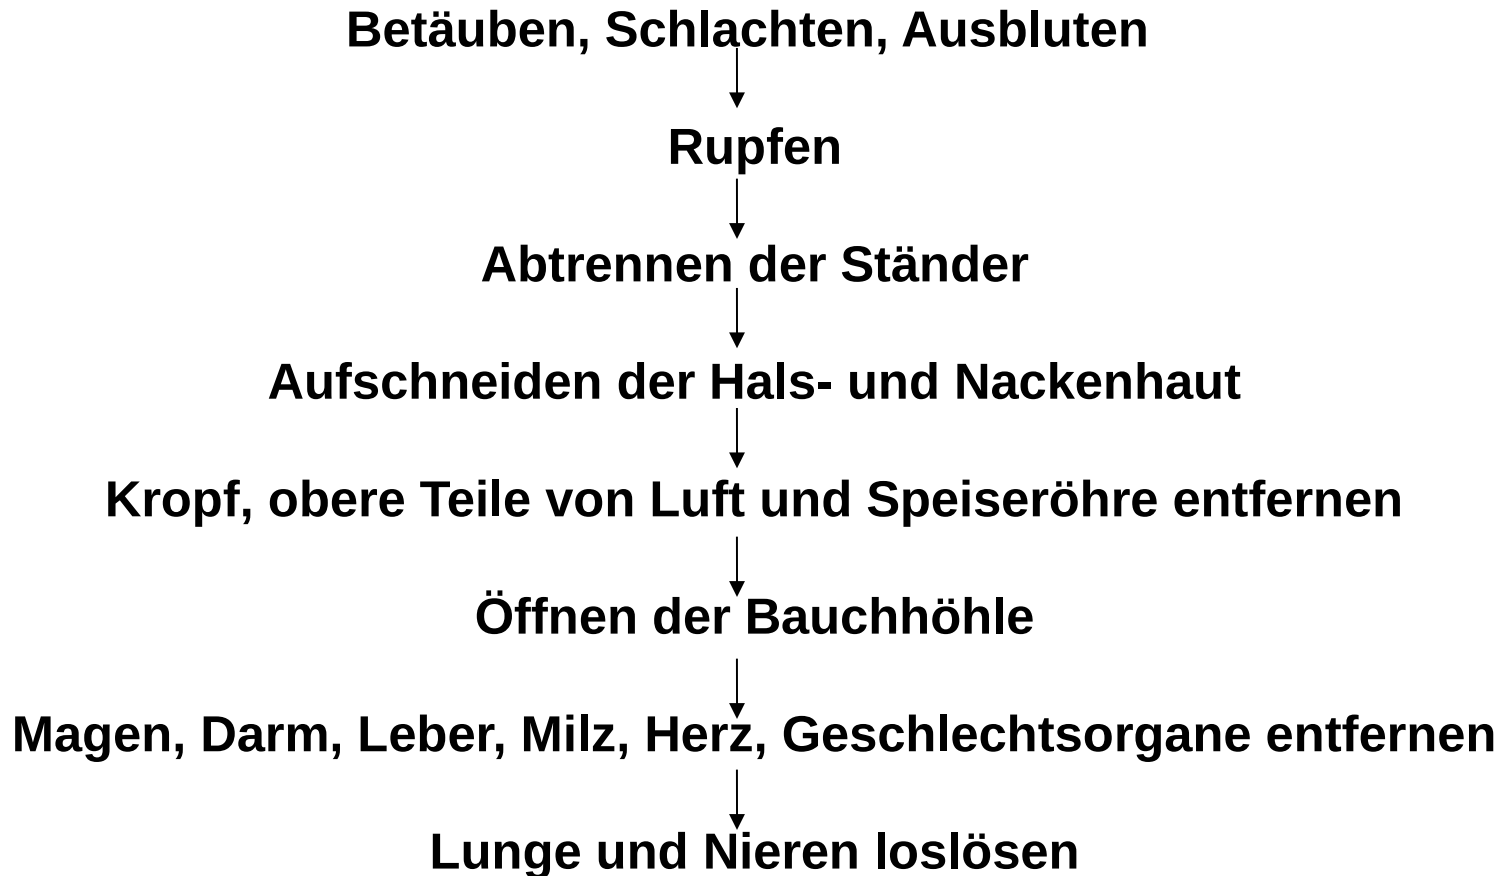 Betäuben, Schlachten, Ausbluten
Rupfen
Abtrennen der Ständer
Aufschneiden der Hals- und Nackenhaut
Kropf, obere Teile von Luft und Speiseröhre entfernen
Öffnen der Bauchhöhle
Magen, Darm, Leber, Milz, Herz, Geschlechtsorgane entfernen
Lunge und Nieren loslösen